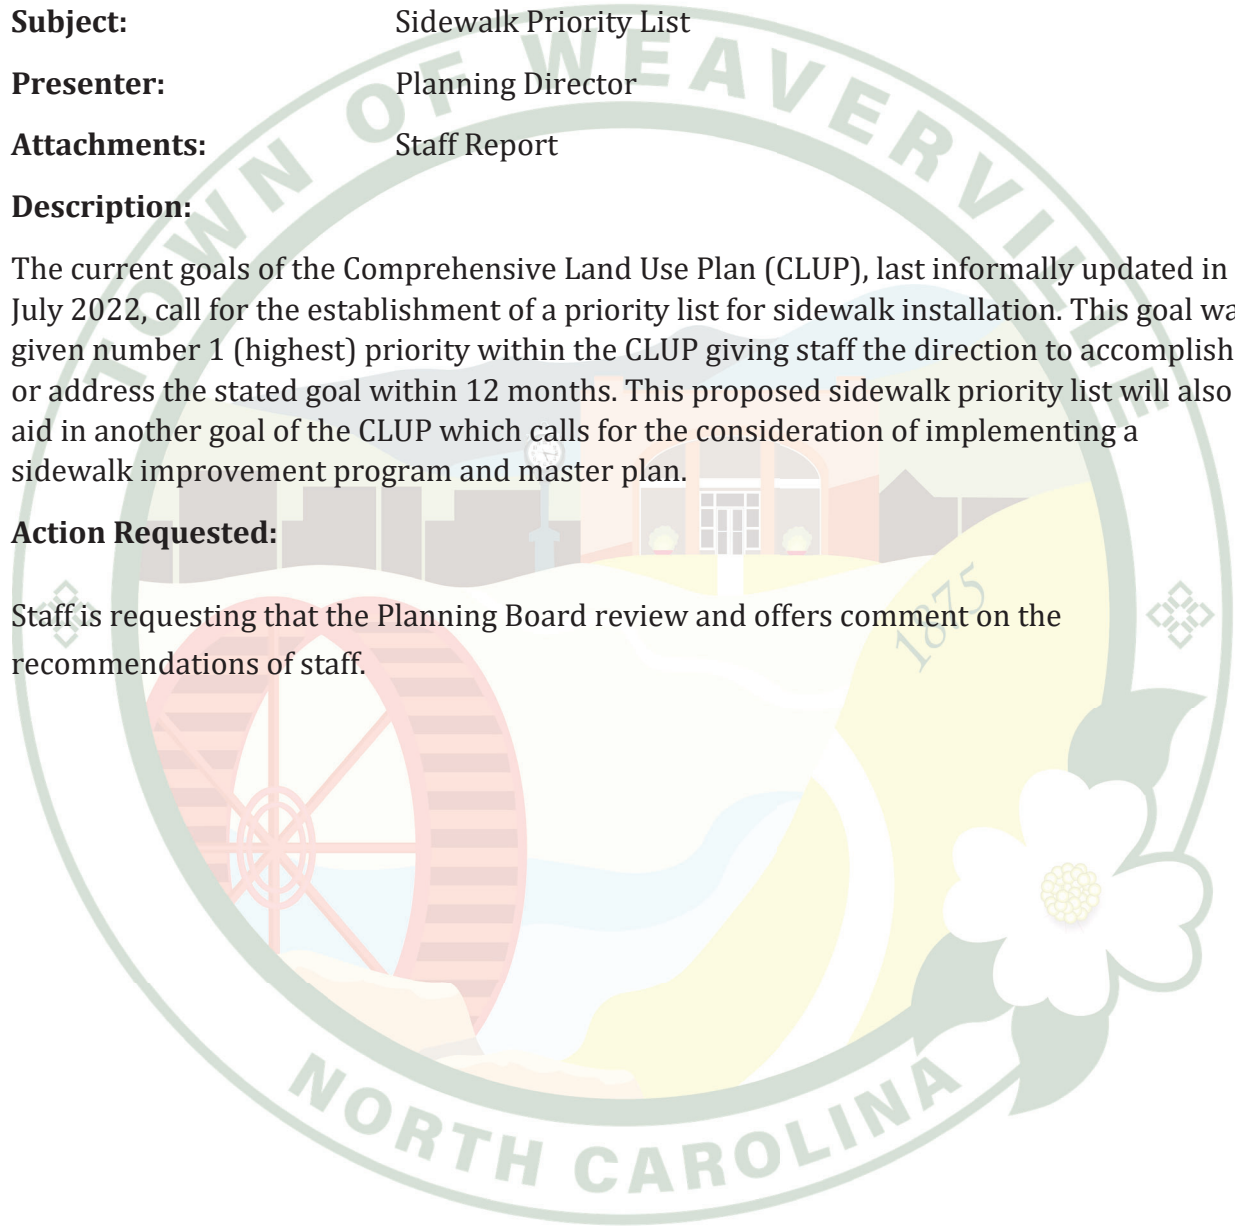 Subject: Sidewalk Priority List
Presenter: Planning Director
Attachments: Staff Report
Description:
The current goals of the Comprehensive Land Use Plan (CLUP), last informally updated in
July 2022, call for the establishment of a priority list for sidewalk installation. This goal wa
given number 1 (highest) priority within the CLUP giving staff the direction to accomplish
or address the stated goal within 12 months. This proposed sidewalk priority list will also
aid in another goal of the CLUP which calls for the consideration of implementing a
sidewalk improvement program and master plan.
Action Requested:
Staff is requesting that the Planning Board review and offers comment on the
recommendations of staff.
TOWN OF WEAVERVILLE
1875
NORTH CAROLINA